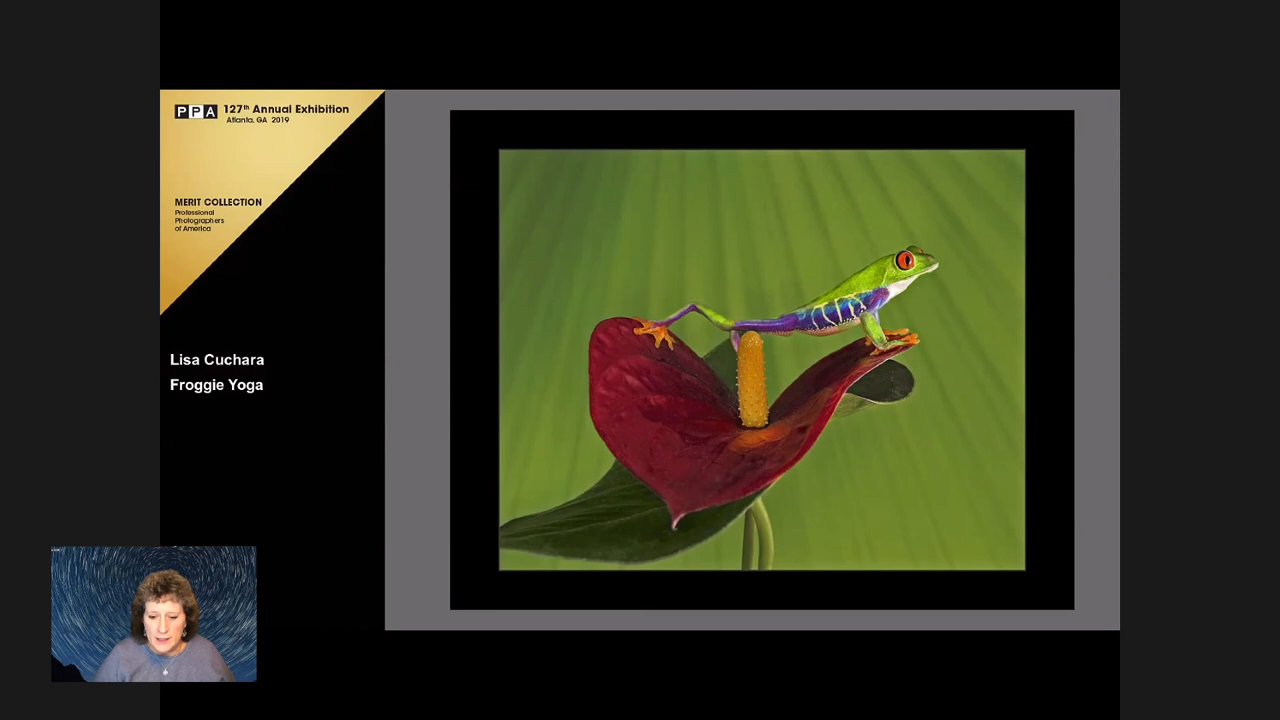 PPA 127th Annual Exhibition
Atlanta, GA 2019
MERIT COLLECTION
Professional
Photographers
of America
Lisa Cuchara
Froggie Yoga